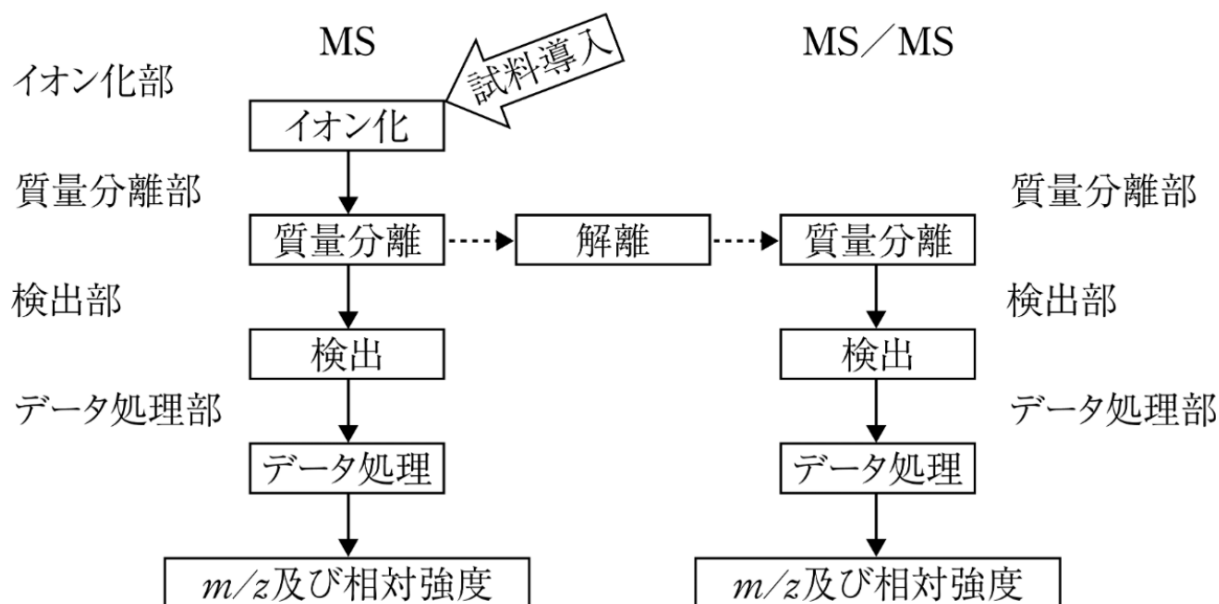 MS
MS／MS
試料導入
イオン化部
イオン化
質量分離部
質量分離部
質量分離
解離
質量分離
検出部
検出部
検出
検出
データ処理部
データ処理部
データ処理
データ処理
m/z及び相対強度
m/z及び相対強度